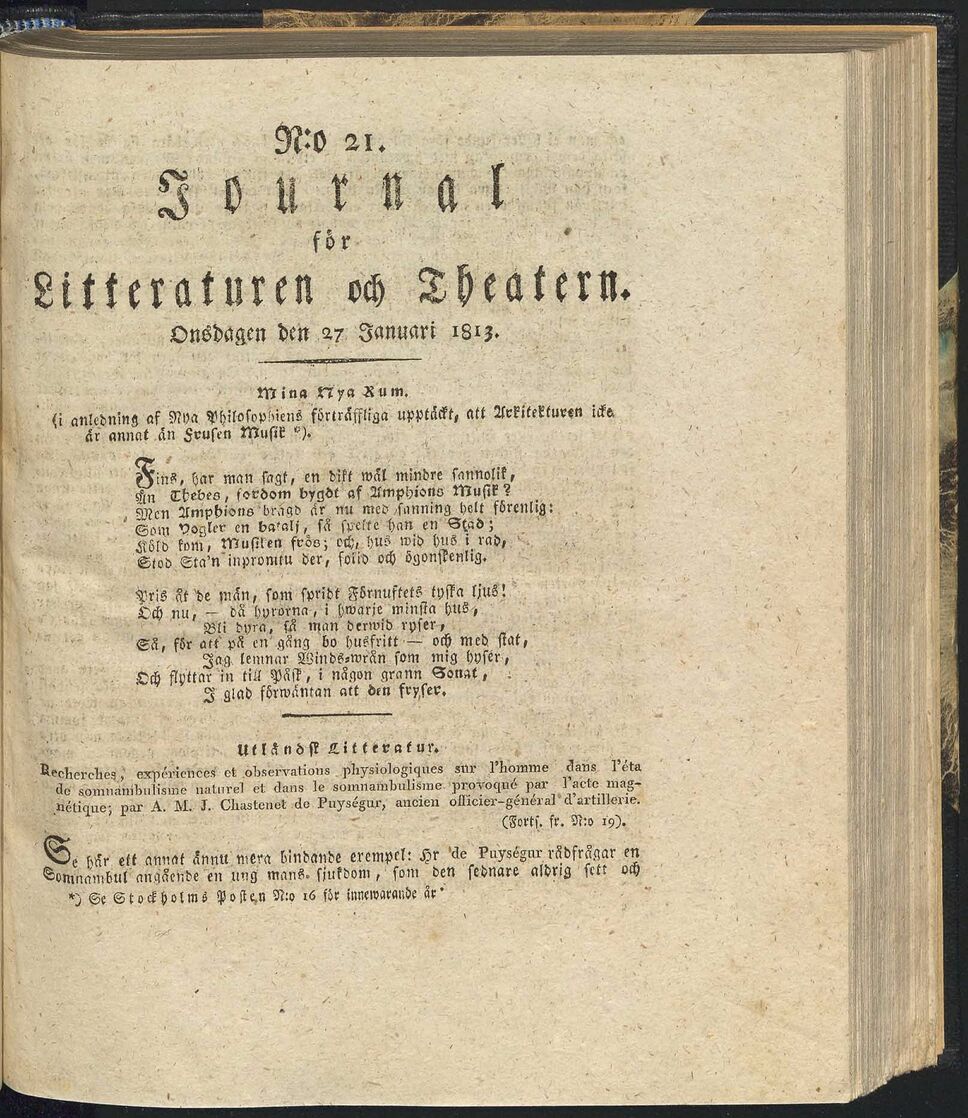 N:o 21.
Journal
för
Litteraturen och Theatern.
Onsdagen den 27 Januari 1813.
Mina Nya Rum.
(i anledning af Nya Philosophiens förträffliga upptäckt, att Arkitekturen icke
är annat än Frusen Musik *).
Fins, har man sagt, en dikt wäl mindre sannolik,
Än Thebes, fordom bygdt af Amphions Musik?
Men Amphions bragd är nu med sanning helt förenlig:
Som Vogler en batalj, så spelte han en Stad;
Köld kom, Musiken frös; och, hus wid hus i rad,
Stod Sta'n inpromtu der, solid och ögonskenlig.
Pris åt de män, som spridt Förnuftets tyska ljus!
Och nu, — då hyrorna, i hwarje minsta hus,
Bli dyra, så man derwid ryser,
Så, för att på en gång bo husfritt — och med stat,
Jag lemnar Winds-wrån som mig hyser,
Och flyttar in till Påsk, i någon grann Sonat,
I glad förwäntan att den fryser.
Utländsk Litteratur.
Recherches, expériences et observations physiologiques sur l'homme dans l'éta
de somnambulisme naturel et dans le somnambulisme provoqué par l'acte mag-
nétique; par A. M. J. Chastenet de Puységur, ancien officier-général d'artillerie.
(Forts. fr. N:o 19).
Se här ett annat ännu mera bindande exempel: Hr de Puységur rådfrågar en
Somnambul angående en ung mans sjukdom, som den sednare aldrig sett och
*) Se Stockholms Posten N:o 16 för innewarande år